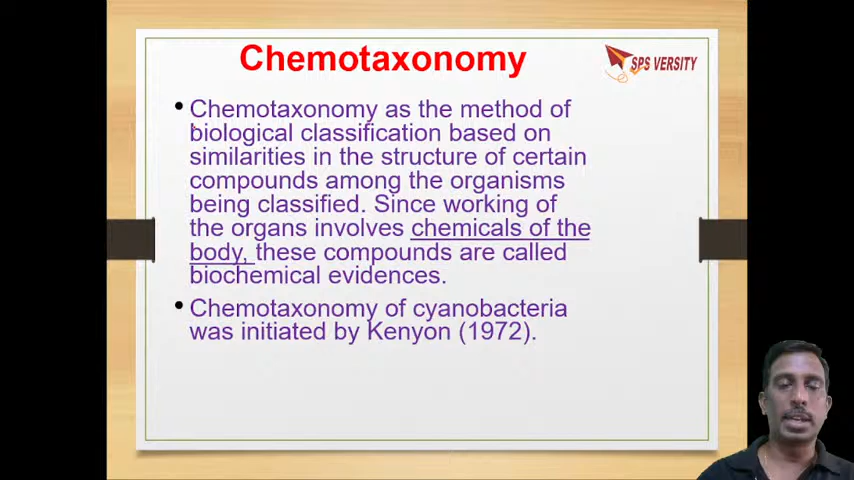 Chemotaxonomy
SPS VERSITY
• Chemotaxonomy as the method of
biological classification based on
similarities in the structure of certain
compounds among the organisms
being classified. Since working of
the organs involves chemicals of the
body, these compounds are called
biochemical evidences.
• Chemotaxonomy of cyanobacteria
was initiated by Kenyon (1972).